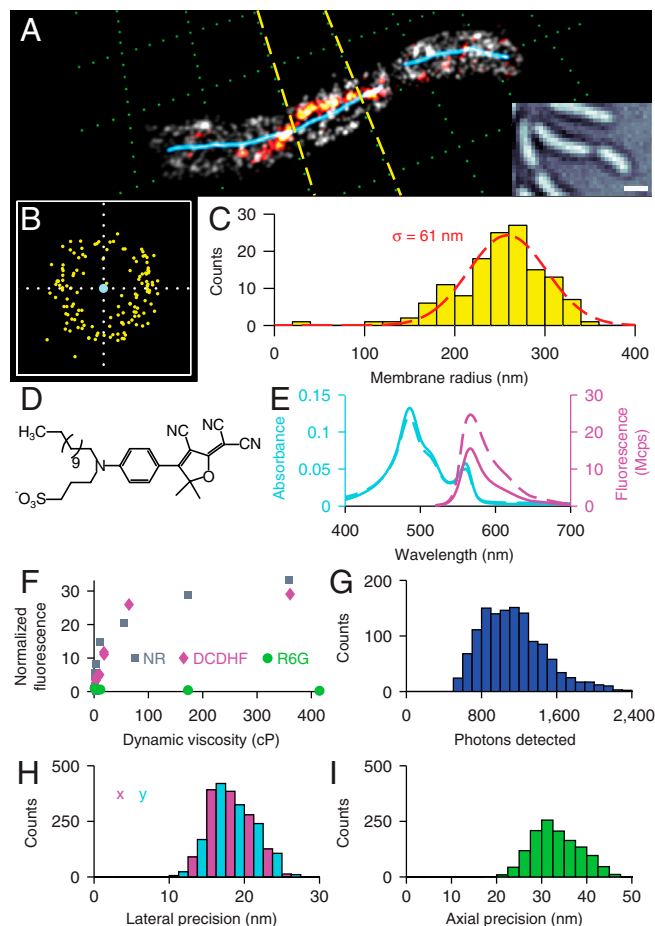 A
B
C
30
20
10
0
Counts
σ = 61 nm
0 100 200 300 400
Membrane radius (nm)
D
H₃C
9
N
⁻O₃S
CN
NC
CN
CN
O
E
0.15
0.1
0.05
0
Absorbance
30
20
10
0
Fluorescence
(Mcps)
400 500 600 700
Wavelength (nm)
F
30
20
10
0
Normalized
fluorescence
NR DCDHF R6G
0 100 200 300 400
Dynamic viscosity (cP)
G
200
100
0
Counts
0 800 1,600 2,400
Photons detected
H
500
250
0
Counts
x y
0 10 20 30
Lateral precision (nm)
I
500
250
0
Counts
0 10 20 30 40 50
Axial precision (nm)